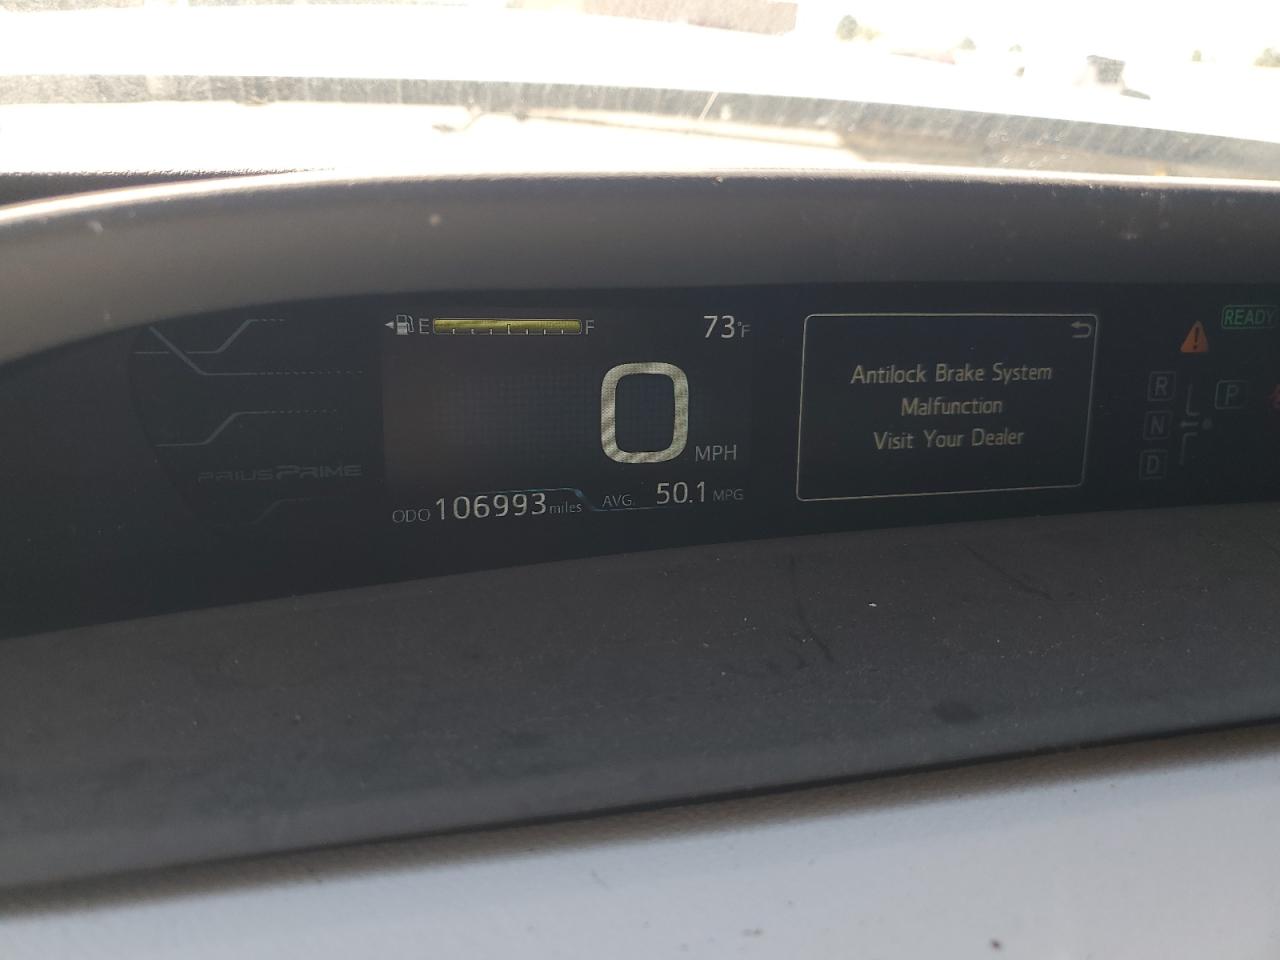 E F
73°F
0 MPH
ODO 106993 miles
AVG. 50.1 MPG
PRIUS PRIME
Antilock Brake System
Malfunction
Visit Your Dealer
READY
R
N
D
P